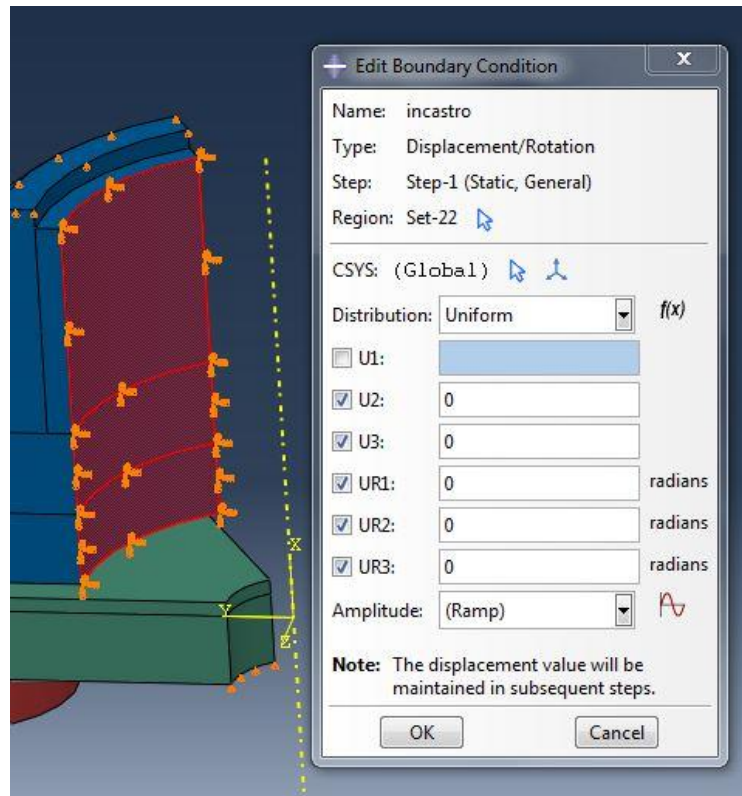 Edit Boundary Condition X
Name: incastro
Type: Displacement/Rotation
Step: Step-1 (Static, General)
Region: Set-22
CSYS: (Global)
Distribution: Uniform f(x)
U1:
U2: 0
U3: 0
UR1: 0 radians
UR2: 0 radians
X
UR3: 0 radians
Y
Amplitude: (Ramp)
Z
Note: The displacement value will be
maintained in subsequent steps.
OK Cancel